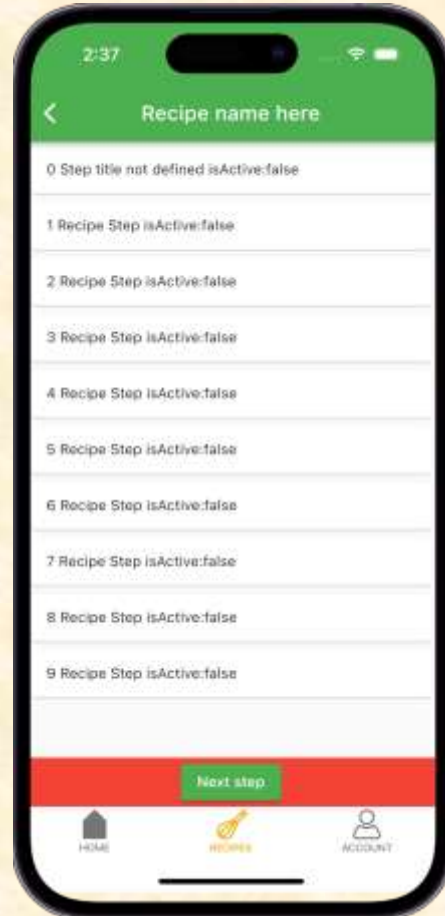 2:37
Recipe name here
0 Step title not defined isActive:false
1 Recipe Step isActive:false
2 Recipe Step isActive:false
3 Recipe Step isActive:false
4 Recipe Step isActive:false
5 Recipe Step isActive:false
6 Recipe Step isActive:false
7 Recipe Step isActive:false
8 Recipe Step isActive:false
9 Recipe Step isActive:false
Next step
HOME RECIPES ACCOUNT